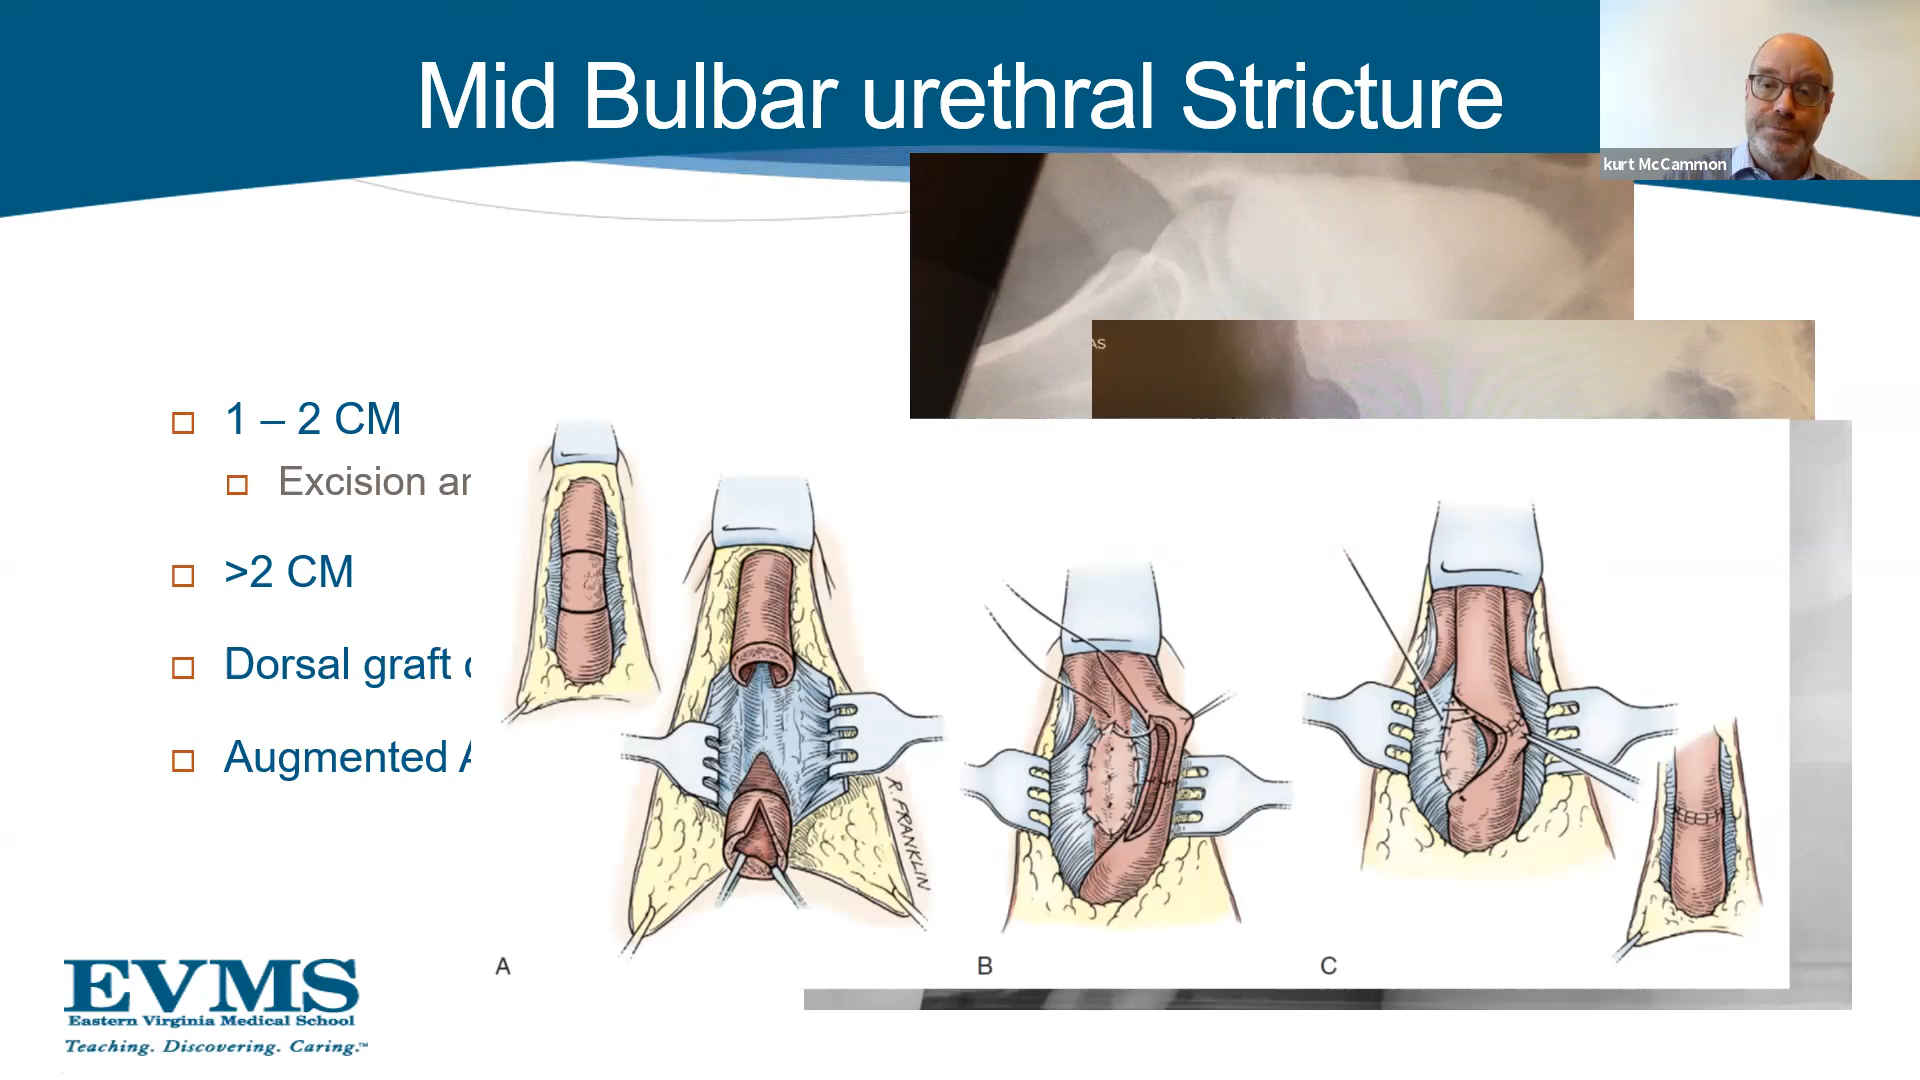 Mid Bulbar urethral Stricture
kurt McCammon
AS
1 – 2 CM
Excision ar
>2 CM
Dorsal graft
Augmented A
R. FRANKLIN
A
B
C
EVMS
Eastern Virginia Medical School
Teaching. Discovering. Caring.™